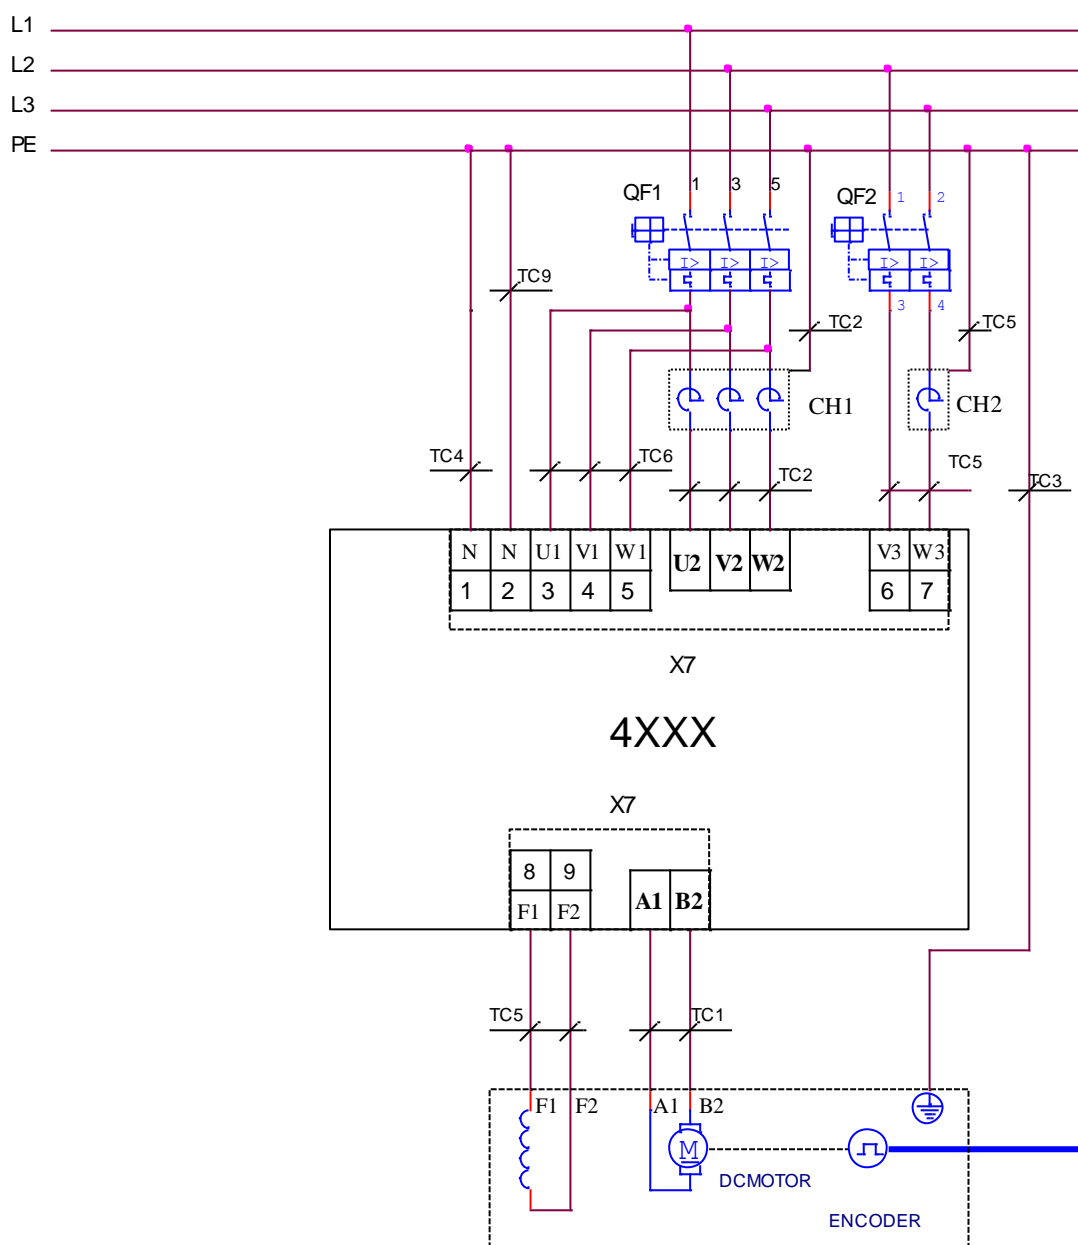 L1
L2
L3
PE
QF1 1 3 5 QF2 1 2
I> I> I> I> I>
TC9
3 4
TC2 TC5
CH1 CH2
TC4 TC6 TC2 TC5 TC3
N N U1 V1 W1 U2 V2 W2 V3 W3
1 2 3 4 5 6 7
X7
4XXX
X7
8 9
F1 F2 A1 B2
TC5 TC1
F1 F2 A1 B2
M
DCMOTOR
ENCODER